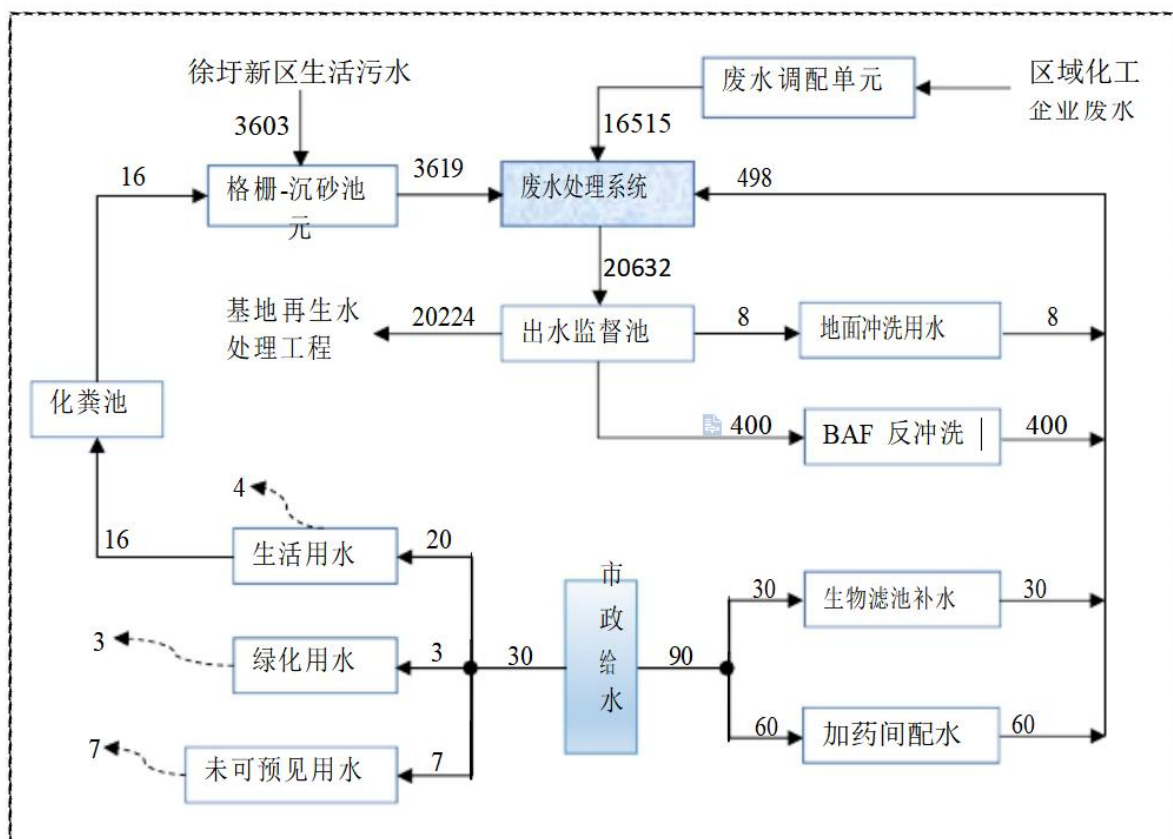 徐圩新区生活污水
废水调配单元
区域化工
企业废水
3603
16515
16
格栅-沉砂池
元
3619
废水处理系统
498
20632
基地再生水
处理工程
20224
出水监督池
8
地面冲洗用水
8
化粪池
400
BAF 反冲洗
400
4
16
生活用水
20
市
政
给
水
30
生物滤池补水
30
3
绿化用水
3
30
90
7
未可预见用水
7
60
加药间配水
60